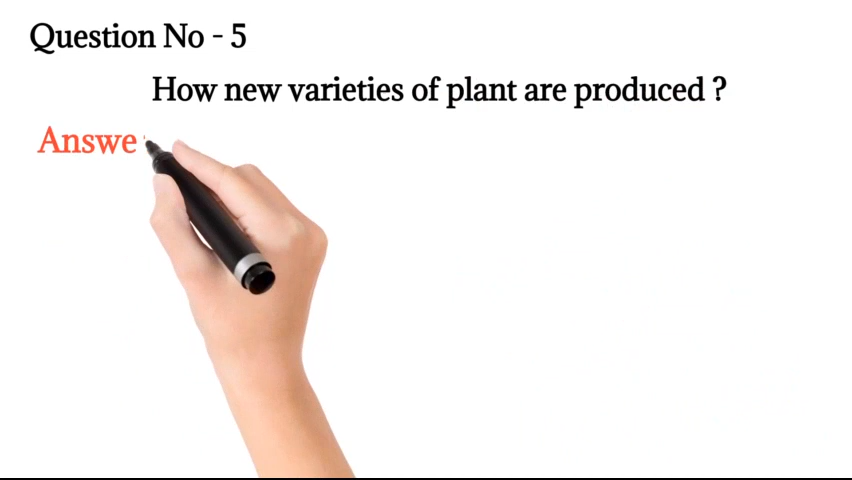 Question No - 5
How new varieties of plant are produced ?
Answe